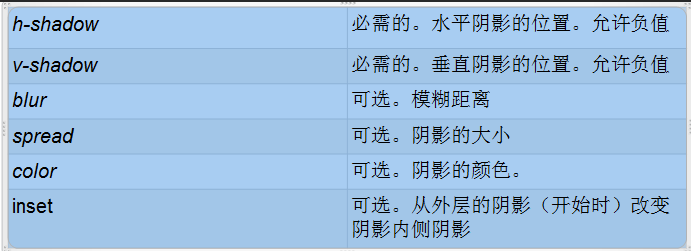 h-shadow 必需的。水平阴影的位置。允许负值
v-shadow 必需的。垂直阴影的位置。允许负值
blur 可选。模糊距离
spread 可选。阴影的大小
color 可选。阴影的颜色。
inset 可选。从外层的阴影（开始时）改变
阴影内侧阴影